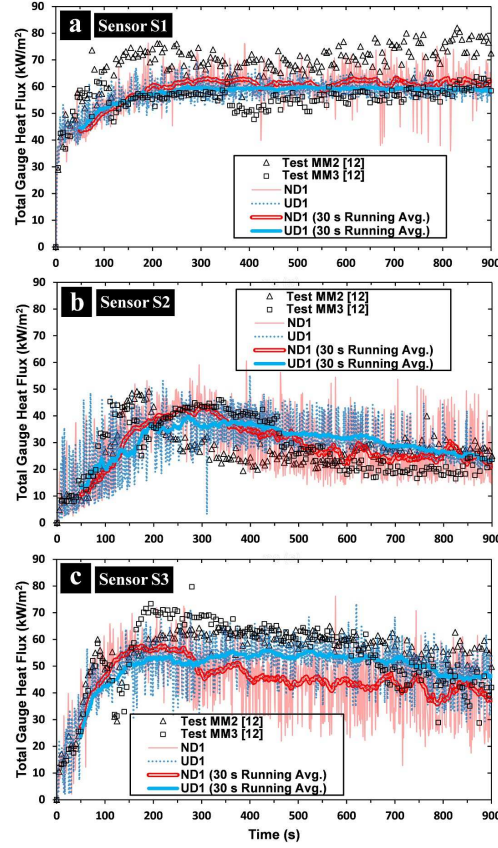 a Sensor S1
Total Gauge Heat Flux (kW/m²)
90
80
70
60
50
40
30
20
10
0
Test MM2 [12]
Test MM3 [12]
ND1
UD1
ND1 (30 s Running Avg.)
UD1 (30 s Running Avg.)
0 100 200 300 400 500 600 700 800 900
b Sensor S2
Total Gauge Heat Flux (kW/m²)
90
80
70
60
50
40
30
20
10
0
Test MM2 [12]
Test MM3 [12]
ND1
UD1
ND1 (30 s Running Avg.)
UD1 (30 s Running Avg.)
0 100 200 300 400 500 600 700 800 900
c Sensor S3
Total Gauge Heat Flux (kW/m²)
90
80
70
60
50
40
30
20
10
0
Test MM2 [12]
Test MM3 [12]
ND1
UD1
ND1 (30 s Running Avg.)
UD1 (30 s Running Avg.)
0 100 200 300 400 500 600 700 800 900
Time (s)